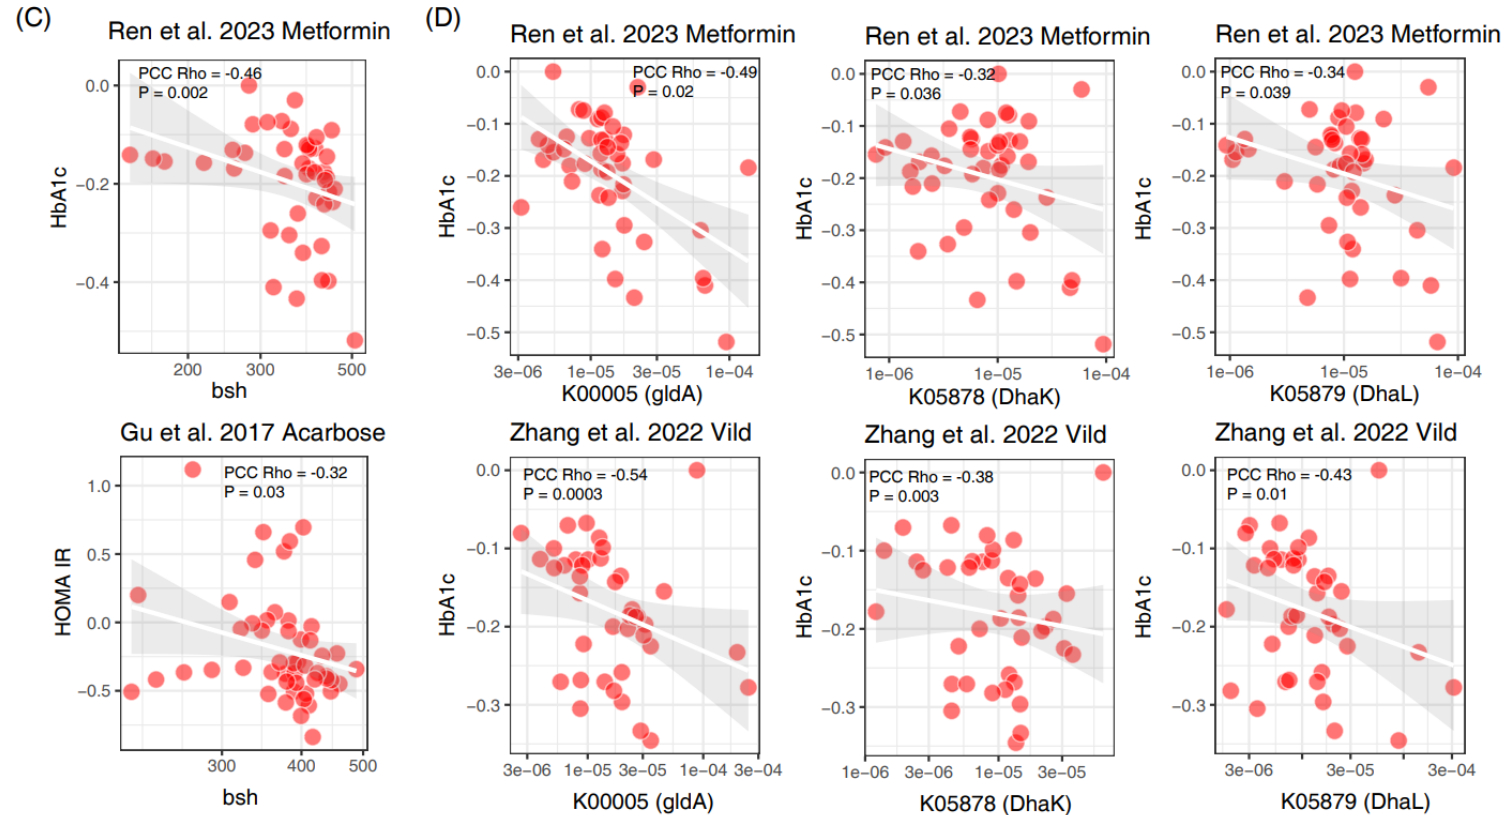 (C)
Ren et al. 2023 Metformin
PCC Rho = -0.46
P = 0.002
0.0
−0.2
−0.4
HbA1c
200
300
500
bsh
(D)
Ren et al. 2023 Metformin
PCC Rho = -0.49
P = 0.02
0.0
−0.1
−0.2
−0.3
−0.4
−0.5
HbA1c
3e-06
1e-05
3e-05
1e-04
K00005 (gldA)
Ren et al. 2023 Metformin
PCC Rho = -0.32
P = 0.036
0.0
−0.1
−0.2
−0.3
−0.4
−0.5
HbA1c
1e-06
1e-05
1e-04
K05878 (DhaK)
Ren et al. 2023 Metformin
PCC Rho = -0.34
P = 0.039
0.0
−0.1
−0.2
−0.3
−0.4
−0.5
HbA1c
1e-06
1e-05
1e-04
K05879 (DhaL)
Gu et al. 2017 Acarbose
PCC Rho = -0.32
P = 0.03
1.0
0.5
0.0
−0.5
HOMA IR
300
400
500
bsh
Zhang et al. 2022 Vild
PCC Rho = -0.54
P = 0.0003
0.0
−0.1
−0.2
−0.3
HbA1c
3e-06
1e-05
3e-05
1e-04
3e-04
K00005 (gldA)
Zhang et al. 2022 Vild
PCC Rho = -0.38
P = 0.003
0.0
−0.1
−0.2
−0.3
HbA1c
1e-06
3e-06
1e-05
3e-05
K05878 (DhaK)
Zhang et al. 2022 Vild
PCC Rho = -0.43
P = 0.01
0.0
−0.1
−0.2
−0.3
HbA1c
3e-06
3e-05
3e-04
K05879 (DhaL)